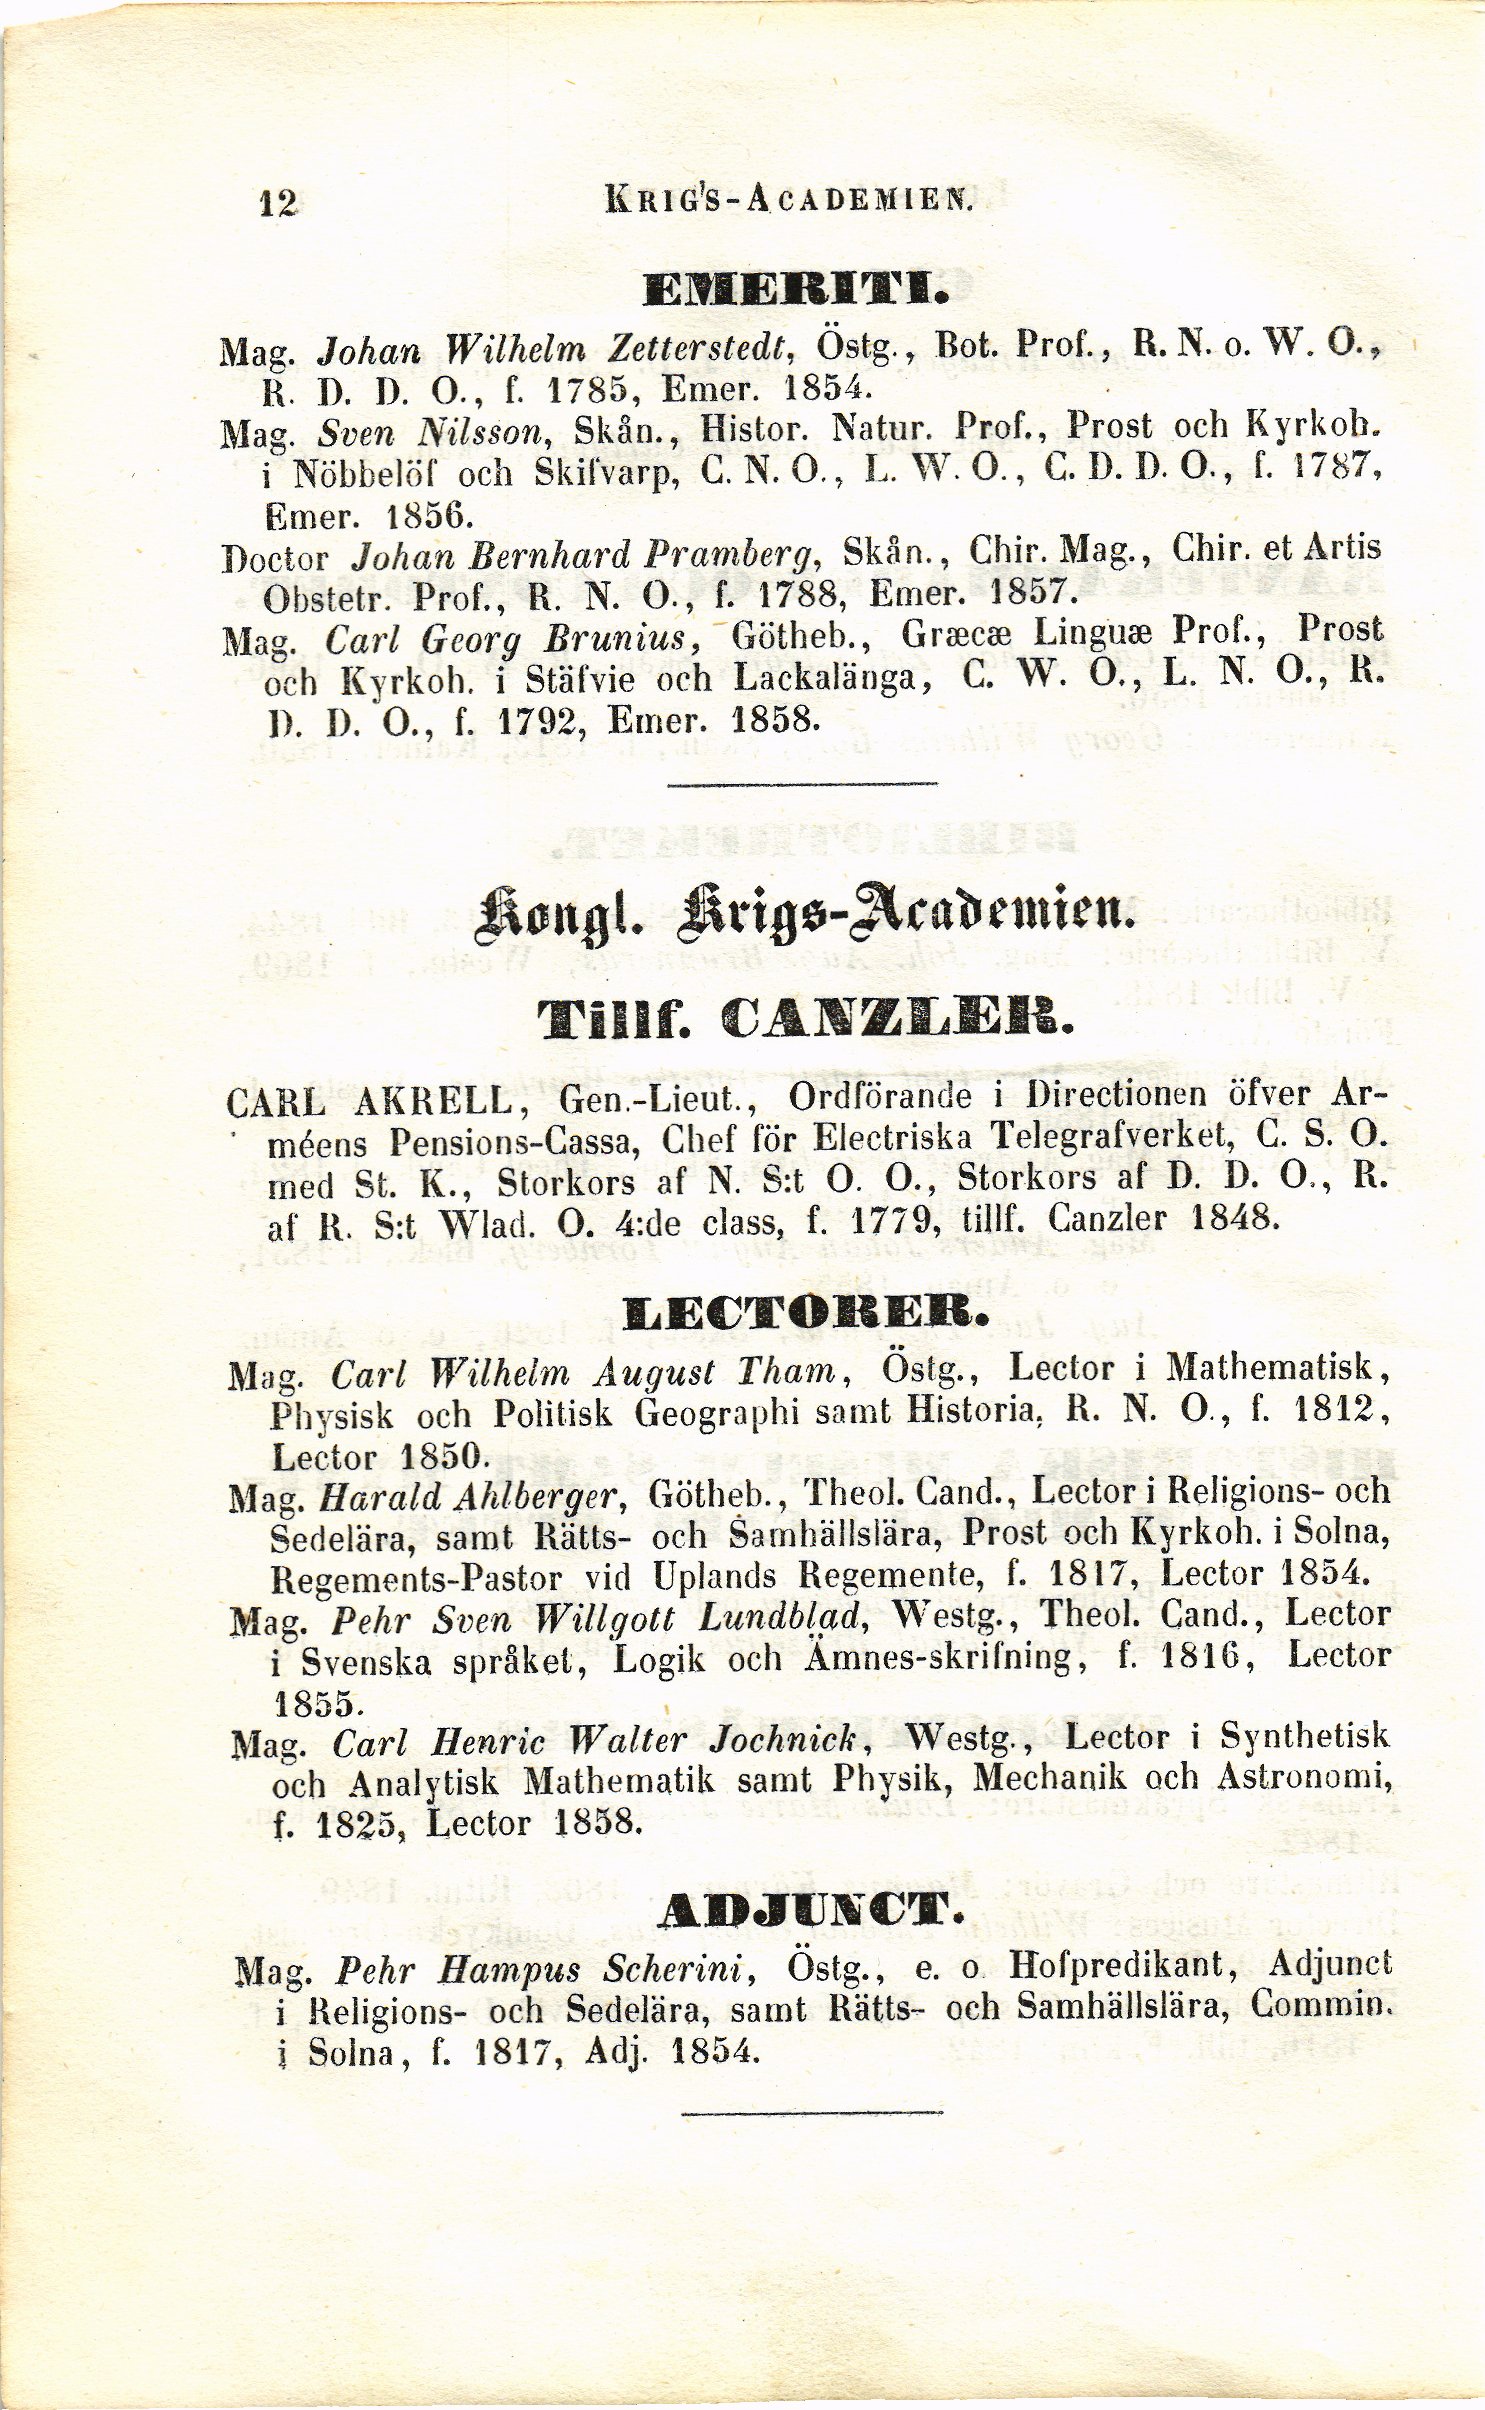 12 KRIG'S-ACADEMIEN.
EMERITI.
Mag. Johan Wilhelm Zetterstedt, Östg., Bot. Prof., R. N. o. W. O.,
R. D. D. O., f. 1785, Emer. 1854.
Mag. Sven Nilsson, Skån., Histor. Natur. Prof., Prost och Kyrkoh.
i Nöbbelöf och Skifvarp, C. N. O., L. W. O., C. D. D. O., f. 1787,
Emer. 1856.
Doctor Johan Bernhard Pramberg, Skån., Chir. Mag., Chir. et Artis
Obstetr. Prof., R. N. O., f. 1788, Emer. 1857.
Mag. Carl Georg Brunius, Götheb., Græcæ Linguæ Prof., Prost
och Kyrkoh. i Stäfvie och Lackalänga, C. W. O., L. N. O., R.
D. D. O., f. 1792, Emer. 1858.
Kongl. Krigs-Academien.
Tillf. CANZLER.
CARL AKRELL, Gen.-Lieut., Ordförande i Directionen öfver Ar-
méens Pensions-Cassa, Chef för Electriska Telegrafverket, C. S. O.
med St. K., Storkors af N. S:t O. O., Storkors af D. D. O., R.
af R. S:t Wlad. O. 4:de class, f. 1779, tillf. Canzler 1848.
LECTORER.
Mag. Carl Wilhelm August Tham, Östg., Lector i Mathematisk,
Physisk och Politisk Geographi samt Historia, R. N. O., f. 1812,
Lector 1850.
Mag. Harald Ahlberger, Götheb., Theol. Cand., Lector i Religions- och
Sedelära, samt Rätts- och Samhällslära, Prost och Kyrkoh. i Solna,
Regements-Pastor vid Uplands Regemente, f. 1817, Lector 1854.
Mag. Pehr Sven Willgott Lundblad, Westg., Theol. Cand., Lector
i Svenska språket, Logik och Ämnes-skrifning, f. 1816, Lector
1855.
Mag. Carl Henric Walter Jochnick, Westg., Lector i Synthetisk
och Analytisk Mathematik samt Physik, Mechanik och Astronomi,
f. 1825, Lector 1858.
ADJUNCT.
Mag. Pehr Hampus Scherini, Östg., e. o. Hofpredikant, Adjunct
i Religions- och Sedelära, samt Rätts- och Samhällslära, Commin.
i Solna, f. 1817, Adj. 1854.